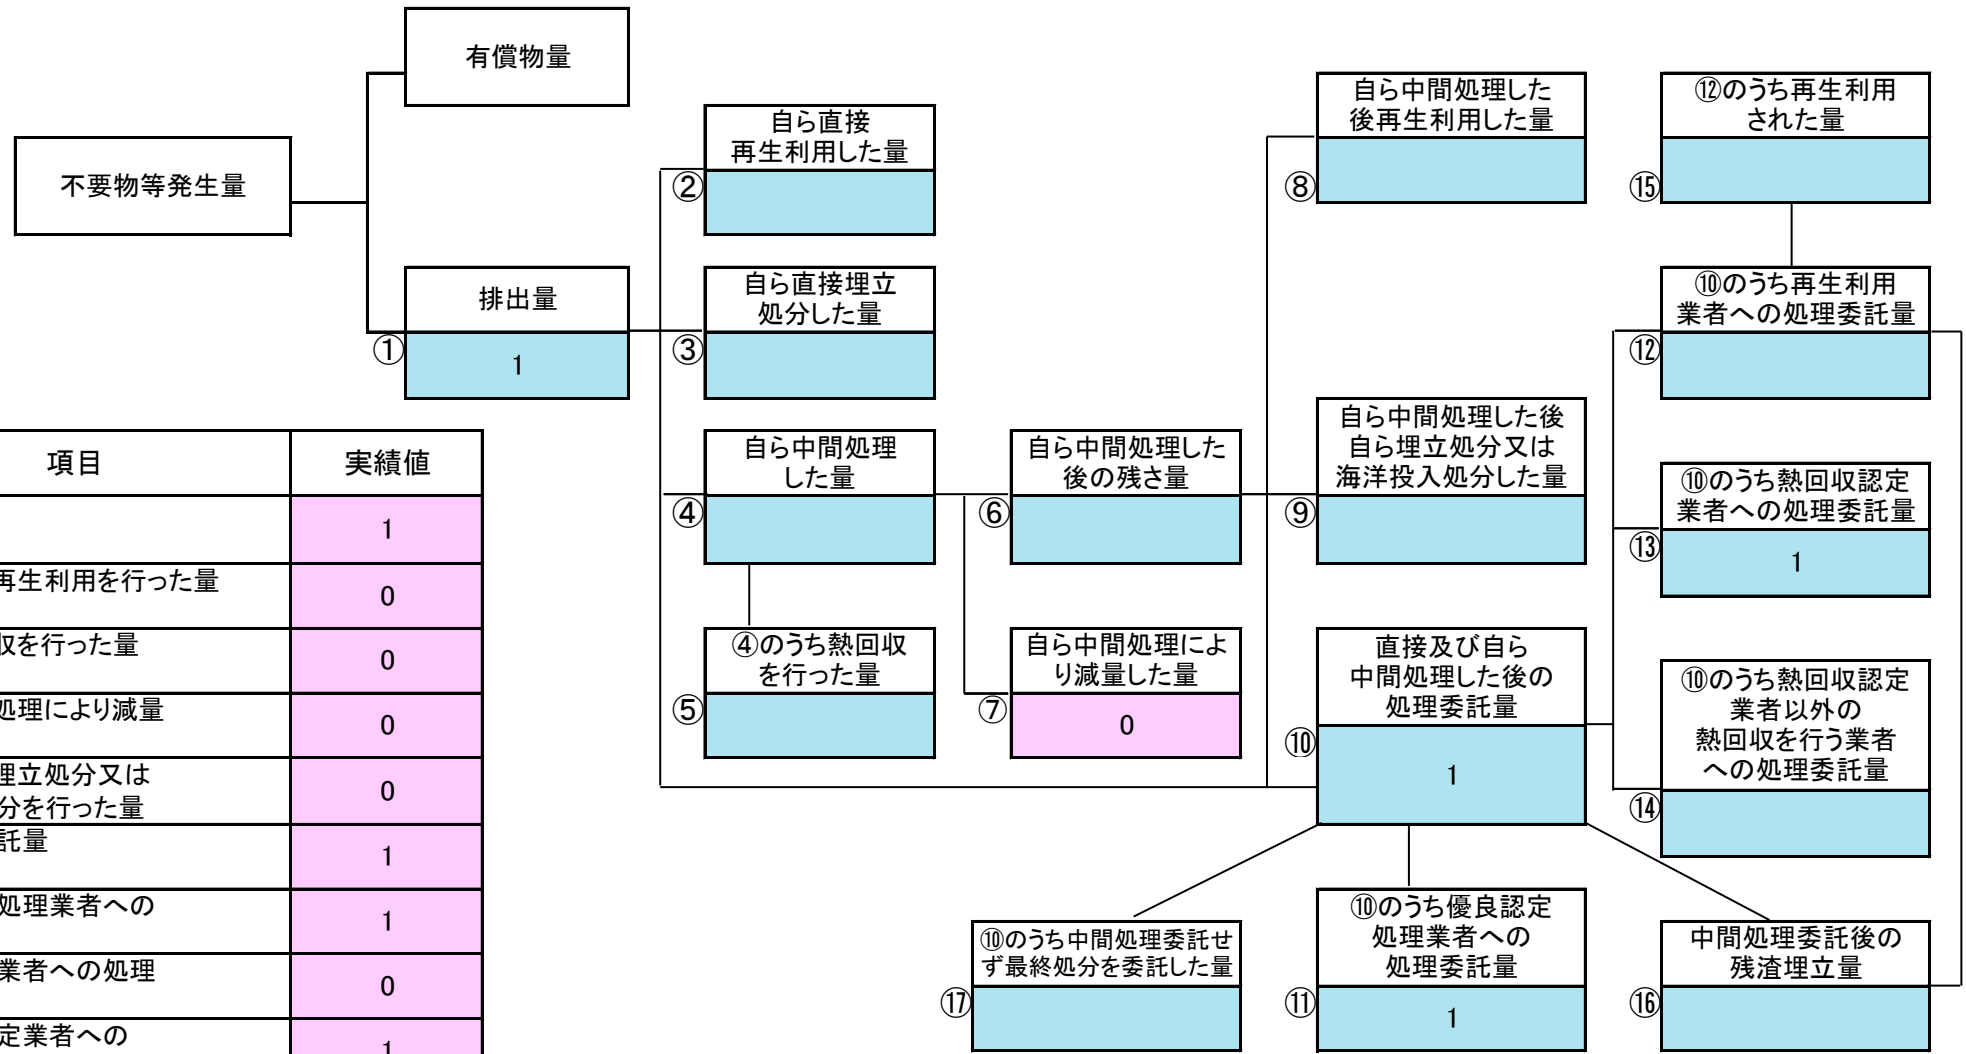 有償物量
不要物等発生量
自ら直接
再生利用した量
②
自ら中間処理した
後再生利用した量
⑧
⑫のうち再生利用
された量
⑮
排出量
①
1
自ら直接埋立
処分した量
③
⑩のうち再生利用
業者への処理委託量
⑫
自ら中間処理
した量
④
自ら中間処理した
後の残さ量
⑥
自ら中間処理した後
自ら埋立処分又は
海洋投入処分した量
⑨
⑩のうち熱回収認定
業者への処理委託量
⑬
1
④のうち熱回収
を行った量
⑤
自ら中間処理によ
り減量した量
⑦
0
直接及び自ら
中間処理した後の
処理委託量
⑩
1
⑩のうち熱回収認定
業者以外の
熱回収を行う業者
への処理委託量
⑭
⑩のうち中間処理委託せ
ず最終処分を委託した量
⑰
⑩のうち優良認定
処理業者への
処理委託量
⑪
1
中間処理委託後の
残渣埋立量
⑯
項目 実績値
1
再生利用を行った量
0
収を行った量
0
処理により減量
0
埋立処分又は
分を行った量
0
託量
1
処理業者への
1
業者への処理
0
定業者への
1